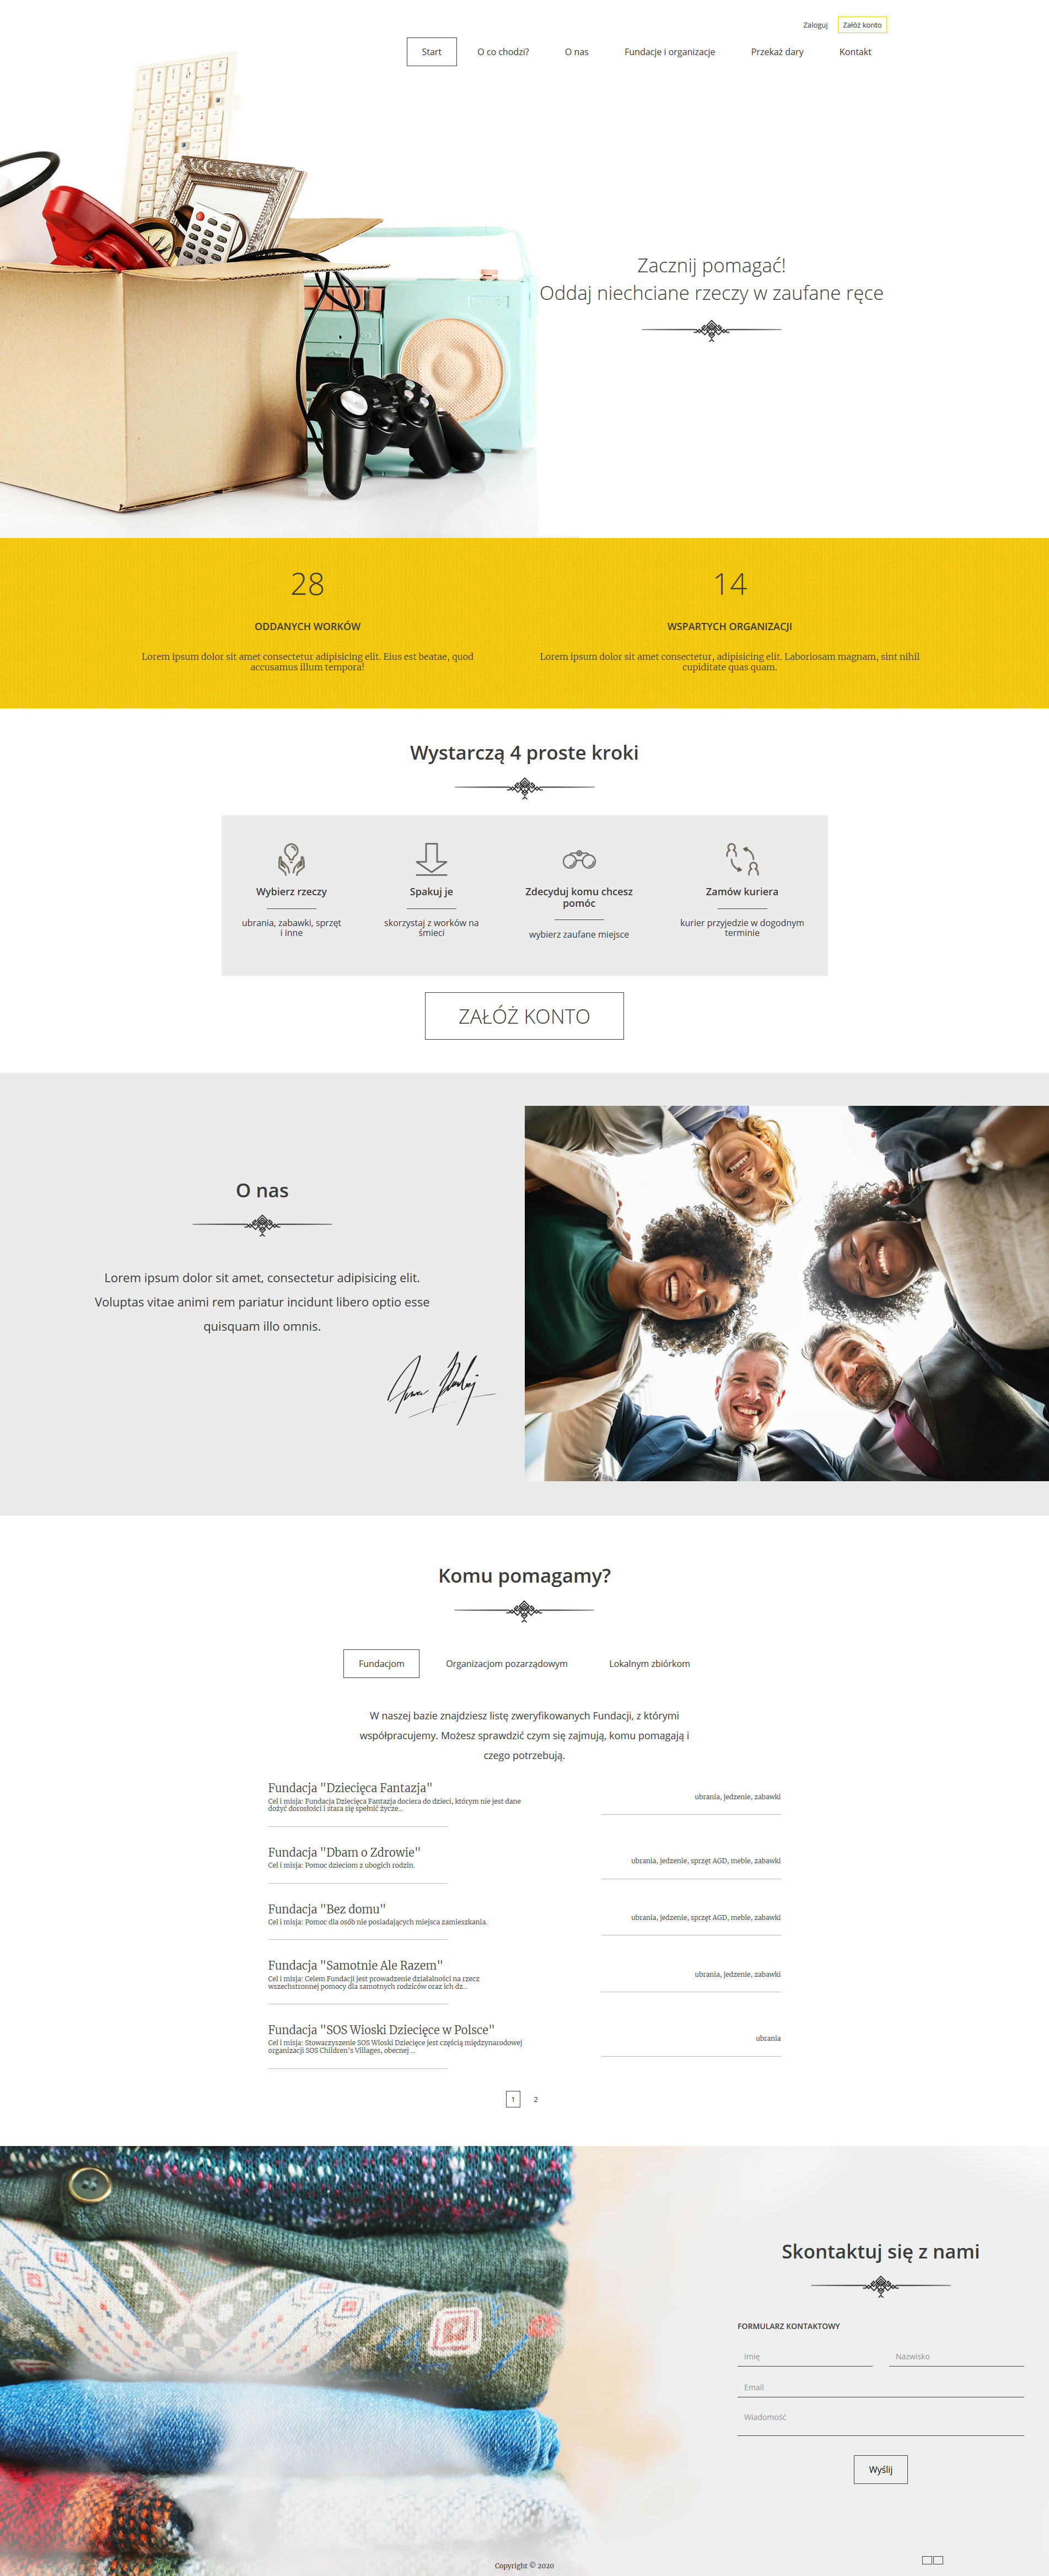 Zaloguj
Załóż konto
Start
O co chodzi?
O nas
Fundacje i organizacje
Przekaż dary
Kontakt
Zacznij pomagać!
Oddaj niechciane rzeczy w zaufane ręce
28
ODDANYCH WORKÓW
Lorem ipsum dolor sit amet consectetur adipisicing elit. Eius est beatae, quod
accusamus illum tempora!
14
WSPARTYCH ORGANIZACJI
Lorem ipsum dolor sit amet consectetur, adipisicing elit. Laboriosam magnam, sint nihil
cupiditate quas quam.
Wystarczą 4 proste kroki
Wybierz rzeczy
ubrania, zabawki, sprzęt
i inne
Spakuj je
skorzystaj z worków na
śmieci
Zdecyduj komu chcesz
pomóc
wybierz zaufane miejsce
Zamów kuriera
kurier przyjedzie w dogodnym
terminie
ZAŁÓŻ KONTO
O nas
Lorem ipsum dolor sit amet, consectetur adipisicing elit.
Voluptas vitae animi rem pariatur incidunt libero optio esse
quisquam illo omnis.
Komu pomagamy?
Fundacjom
Organizacjom pozarządowym
Lokalnym zbiórkom
W naszej bazie znajdziesz listę zweryfikowanych Fundacji, z którymi
współpracujemy. Możesz sprawdzić czym się zajmują, komu pomagają i
czego potrzebują.
Fundacja "Dziecięca Fantazja"
Cel i misja: Fundacja Dziecięca Fantazja dociera do dzieci, którym nie jest dane
dożyć dorosłości i stara się spełnić życze...
ubrania, jedzenie, zabawki
Fundacja "Dbam o Zdrowie"
Cel i misja: Pomoc dzieciom z ubogich rodzin.
ubrania, jedzenie, sprzęt AGD, meble, zabawki
Fundacja "Bez domu"
Cel i misja: Pomoc dla osób nie posiadających miejsca zamieszkania.
ubrania, jedzenie, sprzęt AGD, meble, zabawki
Fundacja "Samotnie Ale Razem"
Cel i misja: Celem Fundacji jest prowadzenie działalności na rzecz
wszechstronnej pomocy dla samotnych rodziców oraz ich dz...
ubrania, jedzenie, zabawki
Fundacja "SOS Wioski Dziecięce w Polsce"
Cel i misja: Stowarzyszenie SOS Wioski Dziecięce jest częścią międzynarodowej
organizacji SOS Children's Villages, obecnej ...
ubrania
1
2
Skontaktuj się z nami
FORMULARZ KONTAKTOWY
Imię
Nazwisko
Email
Wiadomość
Wyślij
Copyright © 2020